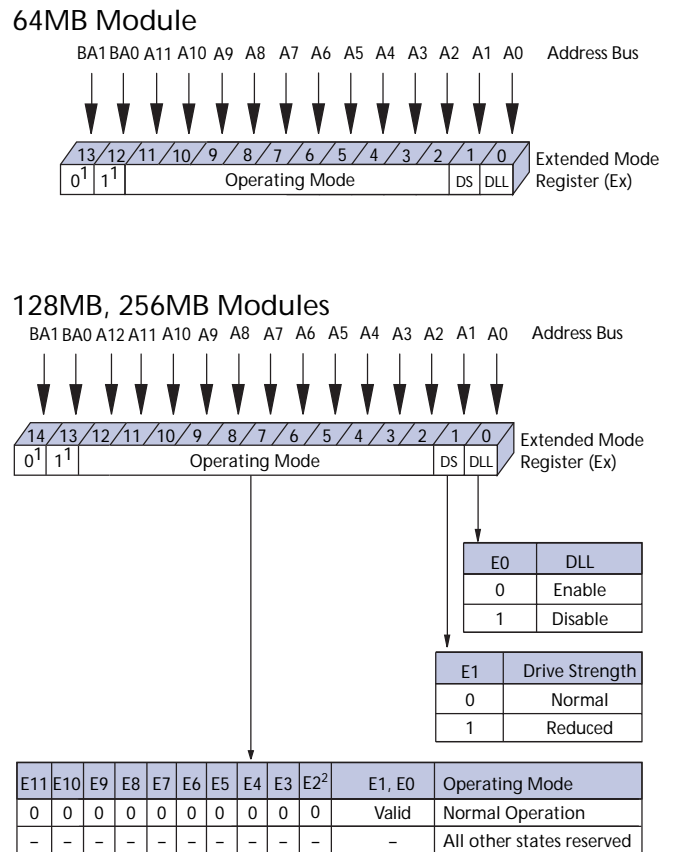 64MB Module
BA1 BA0 A11 A10 A9 A8 A7 A6 A5 A4 A3 A2 A1 A0 Address Bus
13 12 11 10 9 8 7 6 5 4 3 2 1 0
0¹ 1¹ Operating Mode DS DLL
Extended Mode
Register (Ex)
128MB, 256MB Modules
BA1 BA0 A12 A11 A10 A9 A8 A7 A6 A5 A4 A3 A2 A1 A0 Address Bus
14 13 12 11 10 9 8 7 6 5 4 3 2 1 0
0¹ 1¹ Operating Mode DS DLL
Extended Mode
Register (Ex)
E0 DLL
0 Enable
1 Disable
E1 Drive Strength
0 Normal
1 Reduced
E11 E10 E9 E8 E7 E6 E5 E4 E3 E2² E1, E0 Operating Mode
0 0 0 0 0 0 0 0 0 0 Valid Normal Operation
– – – – – – – – – – – All other states reserved